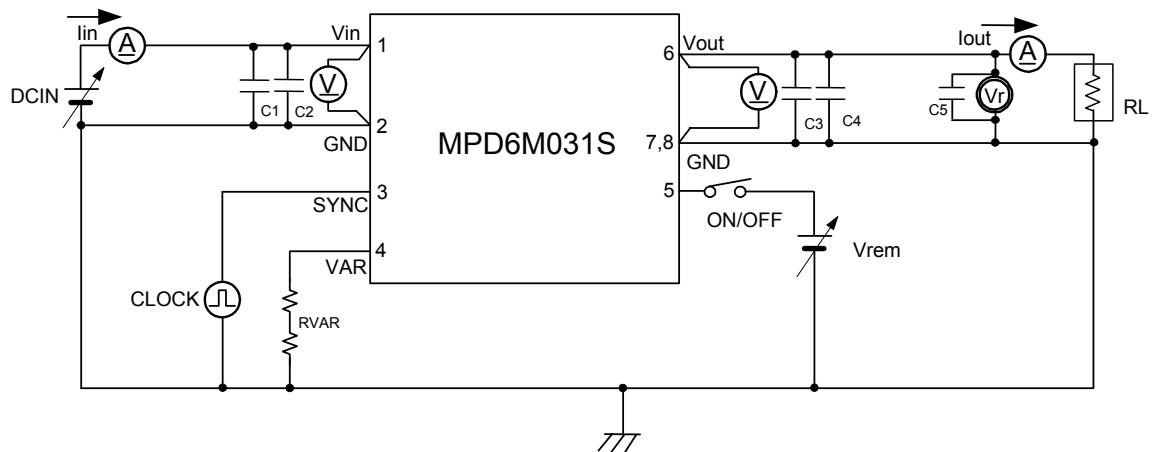 Iin
A
Vin
1
6
Vout
Iout
A
DCIN
C1
C2
V
V
C3
C4
C5
Vr
RL
2
GND
MPD6M031S
7,8
GND
3
SYNC
5
ON/OFF
4
VAR
Vrem
CLOCK
RVAR